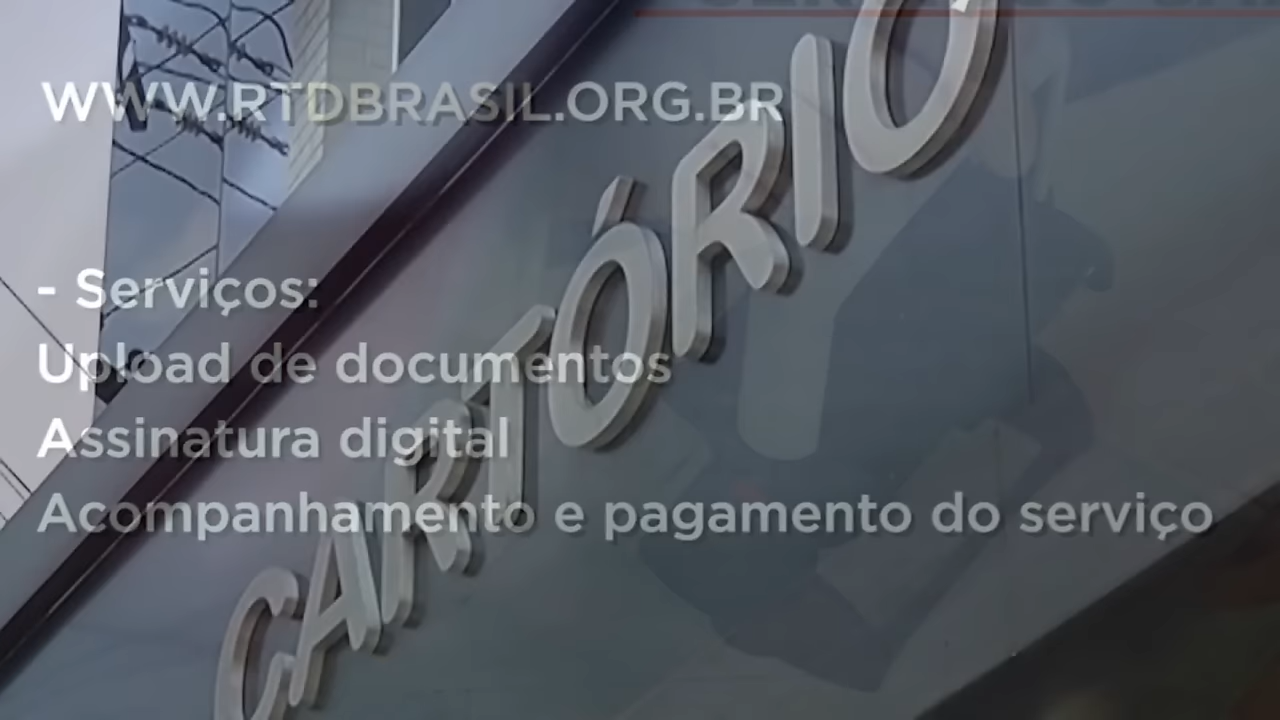 WWW.RTDBRASIL.ORG.BR
- Serviços:
Upload de documentos
Assinatura digital
Acompanhamento e pagamento do serviço
CARTÓRIO